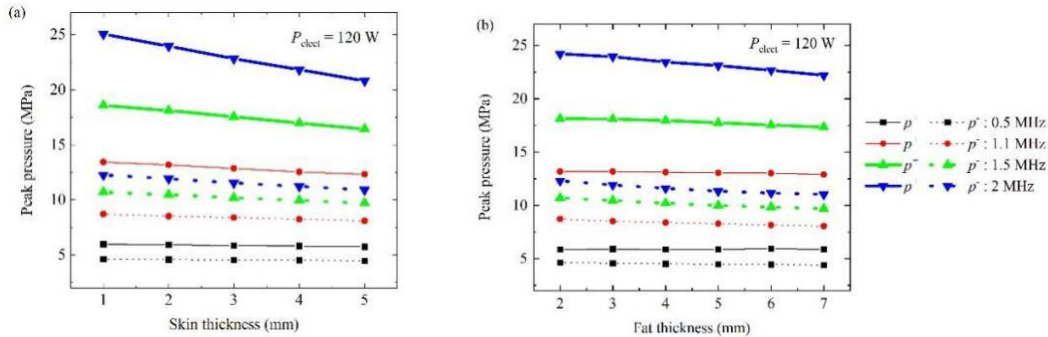 (a)
P_elect = 120 W
25
20
15
10
5
Peak pressure (MPa)
1 2 3 4 5
Skin thickness (mm)
(b)
P_elect = 120 W
25
20
15
10
5
Peak pressure (MPa)
2 3 4 5 6 7
Fat thickness (mm)
p⁺ p⁻ : 0.5 MHz
p⁺ p⁻ : 1.1 MHz
p⁺ p⁻ : 1.5 MHz
p⁺ p⁻ : 2 MHz